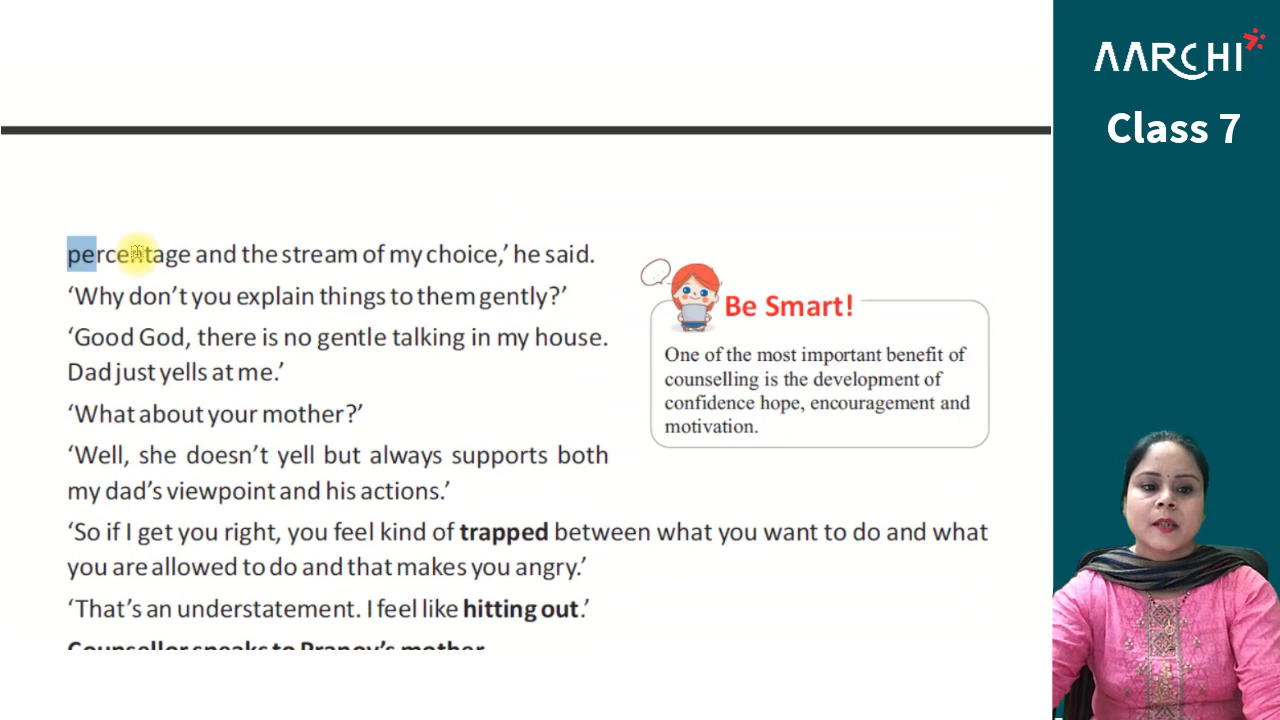 percentage and the stream of my choice,’ he said.
‘Why don’t you explain things to them gently?’
‘Good God, there is no gentle talking in my house.
Dad just yells at me.’
‘What about your mother?’
‘Well, she doesn’t yell but always supports both
my dad’s viewpoint and his actions.’
‘So if I get you right, you feel kind of trapped between what you want to do and what
you are allowed to do and that makes you angry.’
‘That’s an understatement. I feel like hitting out.’
Counsellor speaks to Pranov’s mother
Be Smart!
One of the most important benefit of
counselling is the development of
confidence hope, encouragement and
motivation.
AARCHI
Class 7